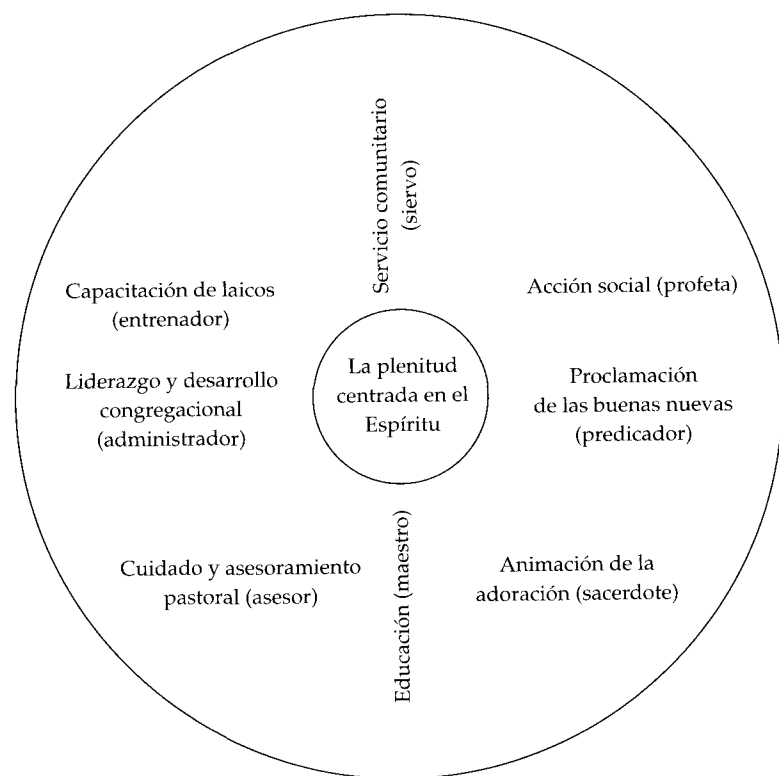 Servicio comunitario
(siervo)
Capacitación de laicos
(entrenador)
Acción social (profeta)
Liderazgo y desarrollo
congregacional
(administrador)
La plenitud
centrada en el
Espíritu
Proclamación
de las buenas nuevas
(predicador)
Cuidado y asesoramiento
pastoral (asesor)
Educación (maestro)
Animación de la
adoración (sacerdote)